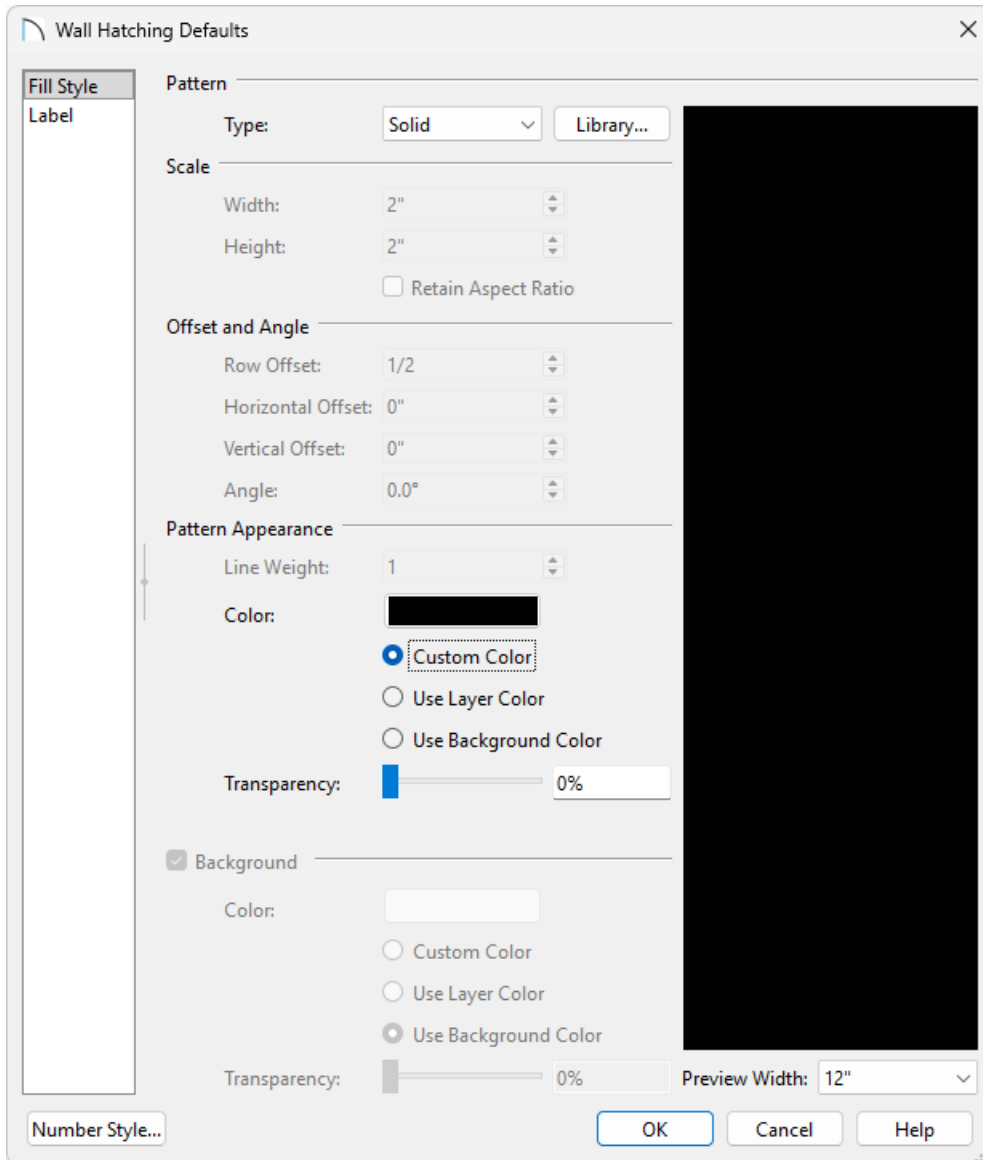 Wall Hatching Defaults
Fill Style
Label
Pattern
Type: Solid Library...
Scale
Width: 2"
Height: 2"
Retain Aspect Ratio
Offset and Angle
Row Offset: 1/2
Horizontal Offset: 0"
Vertical Offset: 0"
Angle: 0.0°
Pattern Appearance
Line Weight: 1
Color:
Custom Color
Use Layer Color
Use Background Color
Transparency: 0%
Background
Color:
Custom Color
Use Layer Color
Use Background Color
Transparency: 0%
Preview Width: 12"
Number Style... OK Cancel Help